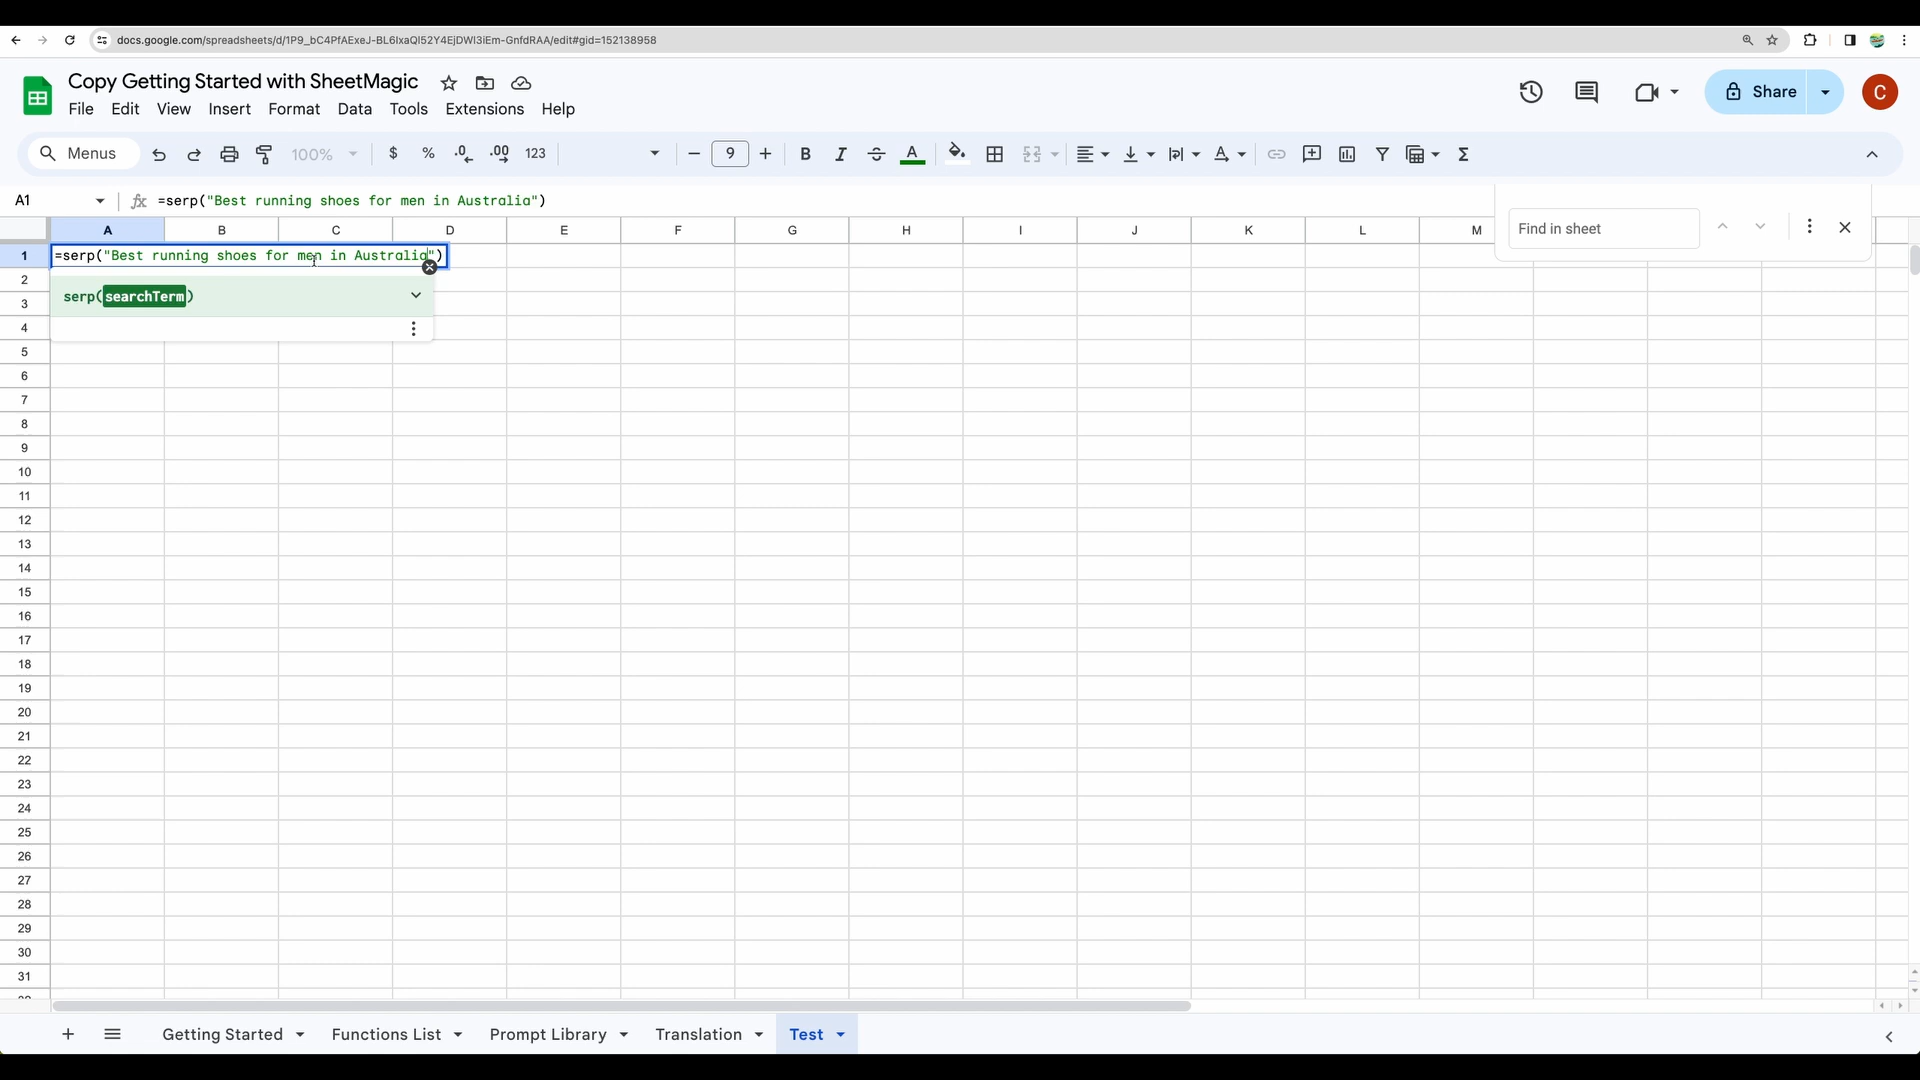 docs.google.com/spreadsheets/d/1P9_bC4PfAExeJ-BL6lxaQl52Y4EjDWl3iEm-GnfdRAA/edit#gid=152138958
Copy Getting Started with SheetMagic
File Edit View Insert Format Data Tools Extensions Help
Share
C
Menus 100% $ % .0 .00 123 9 B I A A Σ
A1 fx =serp("Best running shoes for men in Australia")
Find in sheet
A B C D E F G H I J K L M
1 =serp("Best running shoes for men in Australia")
2
serp(searchTerm)
3
4
5
6
7
8
9
10
11
12
13
14
15
16
17
18
19
20
21
22
23
24
25
26
27
28
29
30
31
Getting Started Functions List Prompt Library Translation Test